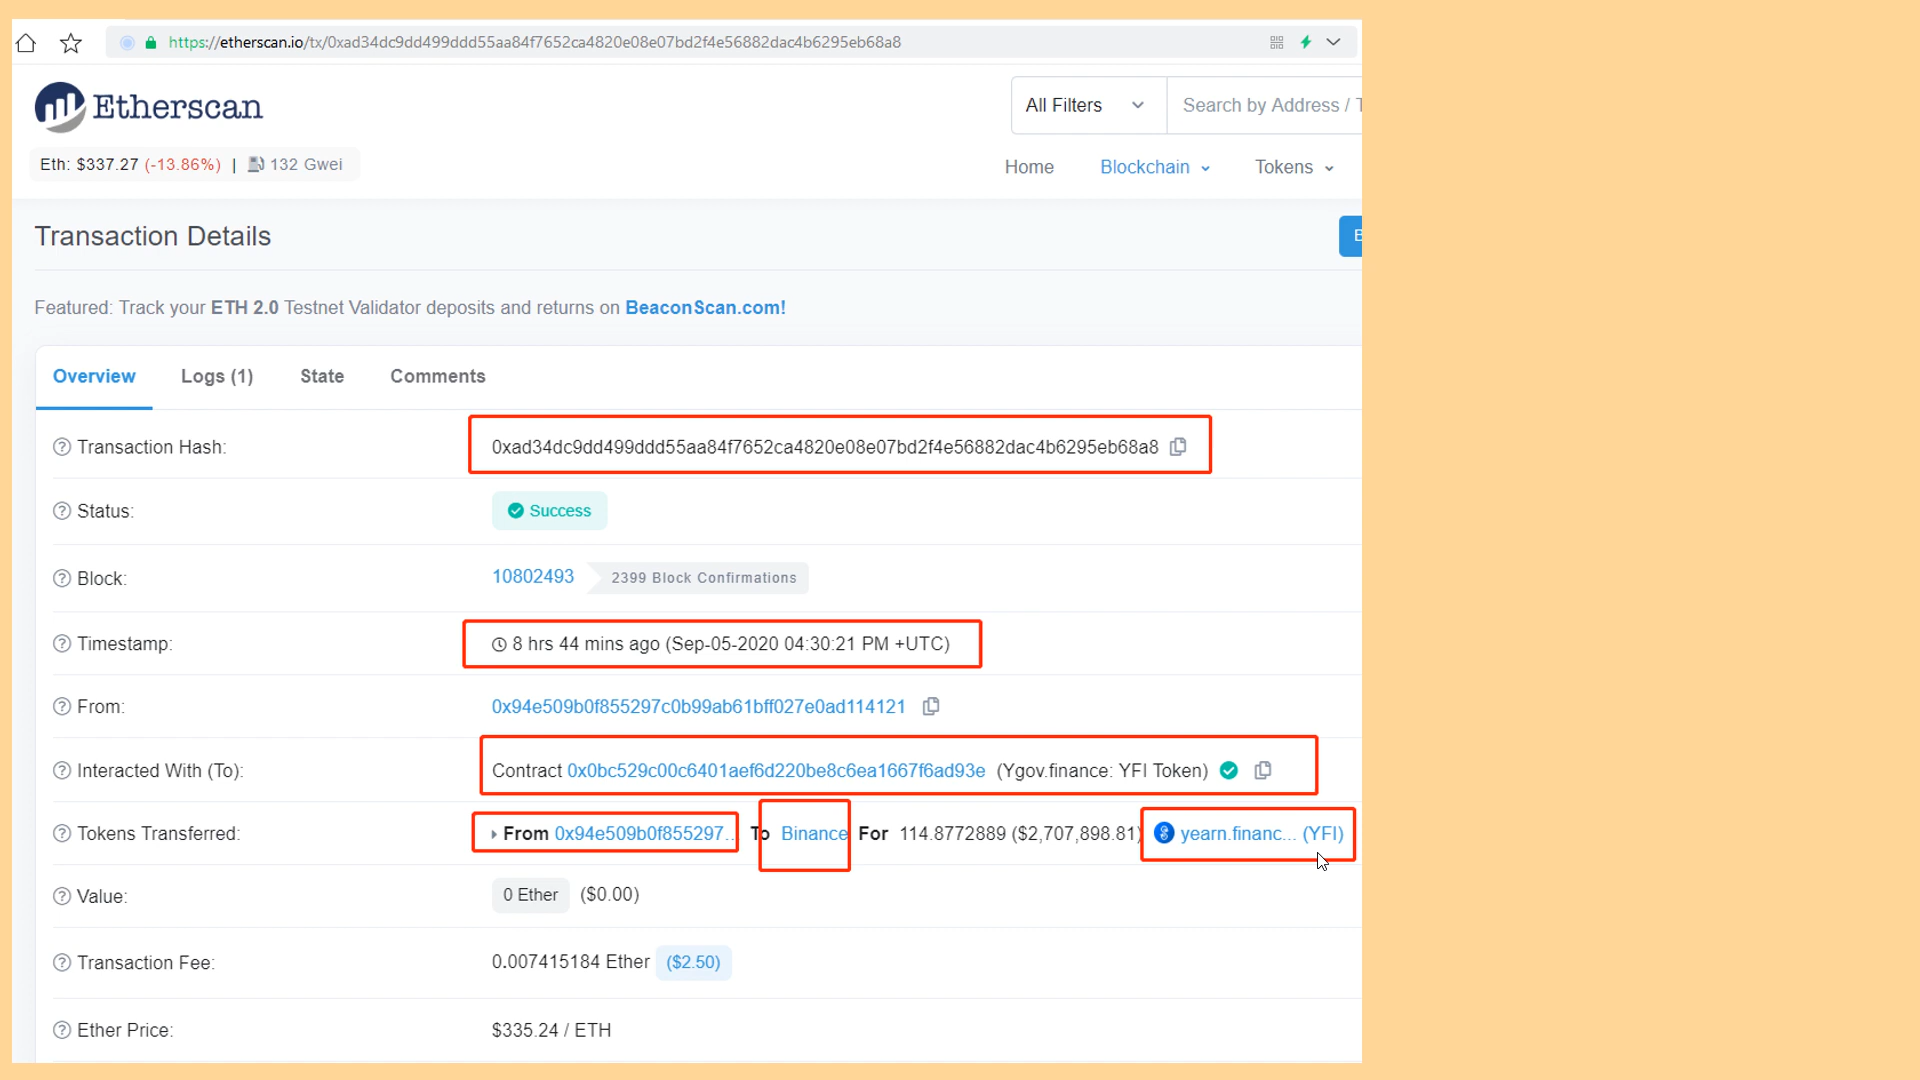 https://etherscan.io/tx/0xad34dc9dd499ddd55aa84f7652ca4820e08e07bd2f4e56882dac4b6295eb68a8
Etherscan
All Filters Search by Address / T
Eth: $337.27 (-13.86%) | 132 Gwei
Home Blockchain Tokens
Transaction Details
Featured: Track your ETH 2.0 Testnet Validator deposits and returns on BeaconScan.com!
Overview Logs (1) State Comments
Transaction Hash: 0xad34dc9dd499ddd55aa84f7652ca4820e08e07bd2f4e56882dac4b6295eb68a8
Status: Success
Block: 10802493 2399 Block Confirmations
Timestamp: 8 hrs 44 mins ago (Sep-05-2020 04:30:21 PM +UTC)
From: 0x94e509b0f855297c0b99ab61bff027e0ad114121
Interacted With (To): Contract 0x0bc529c00c6401aef6d220be8c6ea1667f6ad93e (Ygov.finance: YFI Token)
Tokens Transferred: From 0x94e509b0f855297... To Binance For 114.8772889 ($2,707,898.81) yearn.financ... (YFI)
Value: 0 Ether ($0.00)
Transaction Fee: 0.007415184 Ether ($2.50)
Ether Price: $335.24 / ETH